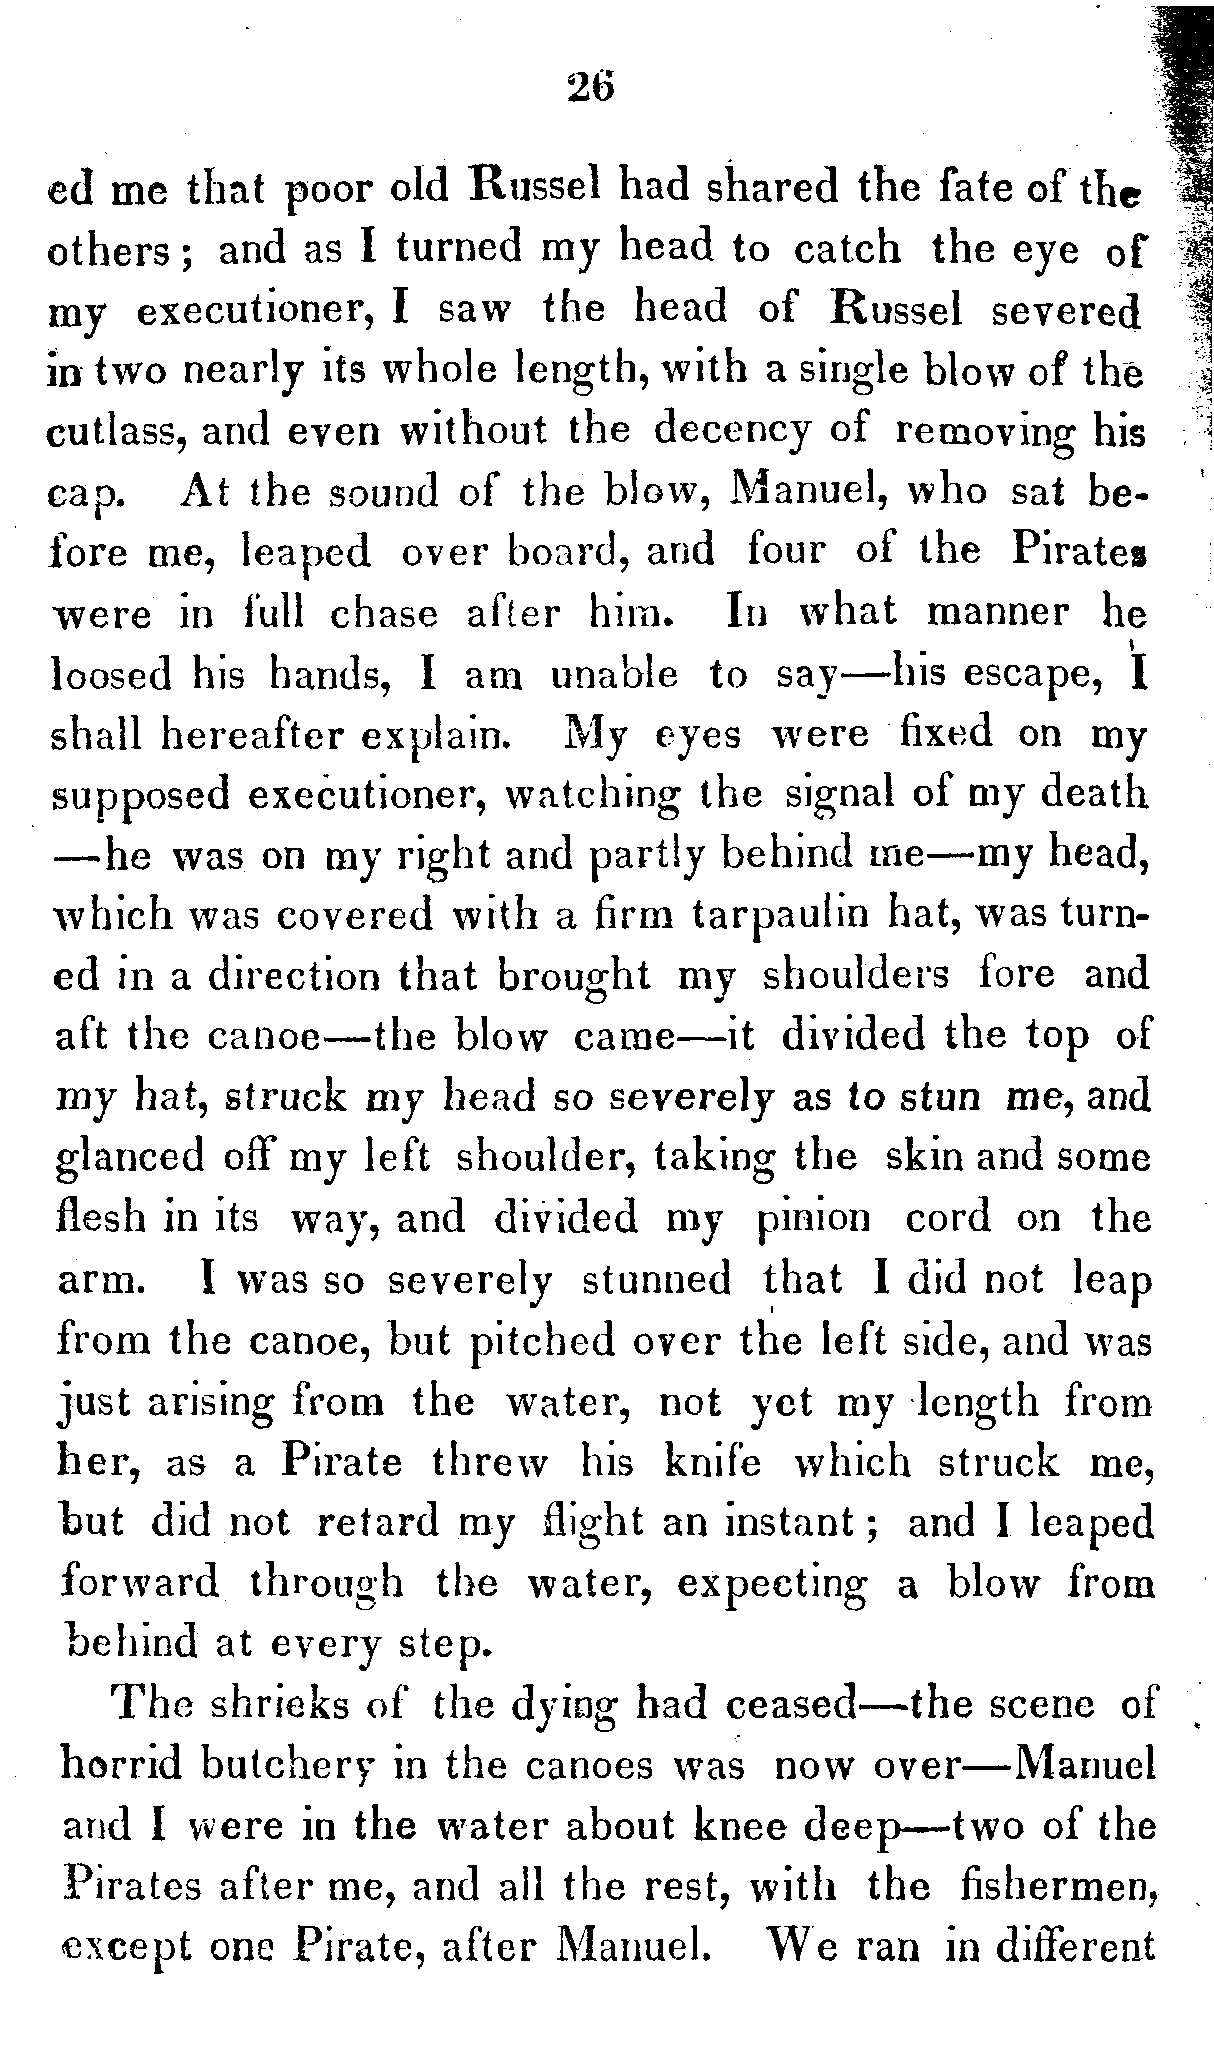 26
ed me that poor old Russel had shared the fate of the
others ; and as I turned my head to catch the eye of
my executioner, I saw the head of Russel severed
in two nearly its whole length, with a single blow of the
cutlass, and even without the decency of removing his
cap. At the sound of the blow, Manuel, who sat be-
fore me, leaped over board, and four of the Pirates
were in full chase after him. In what manner he
loosed his hands, I am unable to say—his escape, I
shall hereafter explain. My eyes were fixed on my
supposed executioner, watching the signal of my death
—he was on my right and partly behind me—my head,
which was covered with a firm tarpaulin hat, was turn-
ed in a direction that brought my shoulders fore and
aft the canoe—the blow came—it divided the top of
my hat, struck my head so severely as to stun me, and
glanced off my left shoulder, taking the skin and some
flesh in its way, and divided my pinion cord on the
arm. I was so severely stunned that I did not leap
from the canoe, but pitched over the left side, and was
just arising from the water, not yet my length from
her, as a Pirate threw his knife which struck me,
but did not retard my flight an instant ; and I leaped
forward through the water, expecting a blow from
behind at every step.
The shrieks of the dying had ceased—the scene of
horrid butchery in the canoes was now over—Manuel
and I were in the water about knee deep—two of the
Pirates after me, and all the rest, with the fishermen,
except one Pirate, after Manuel. We ran in different